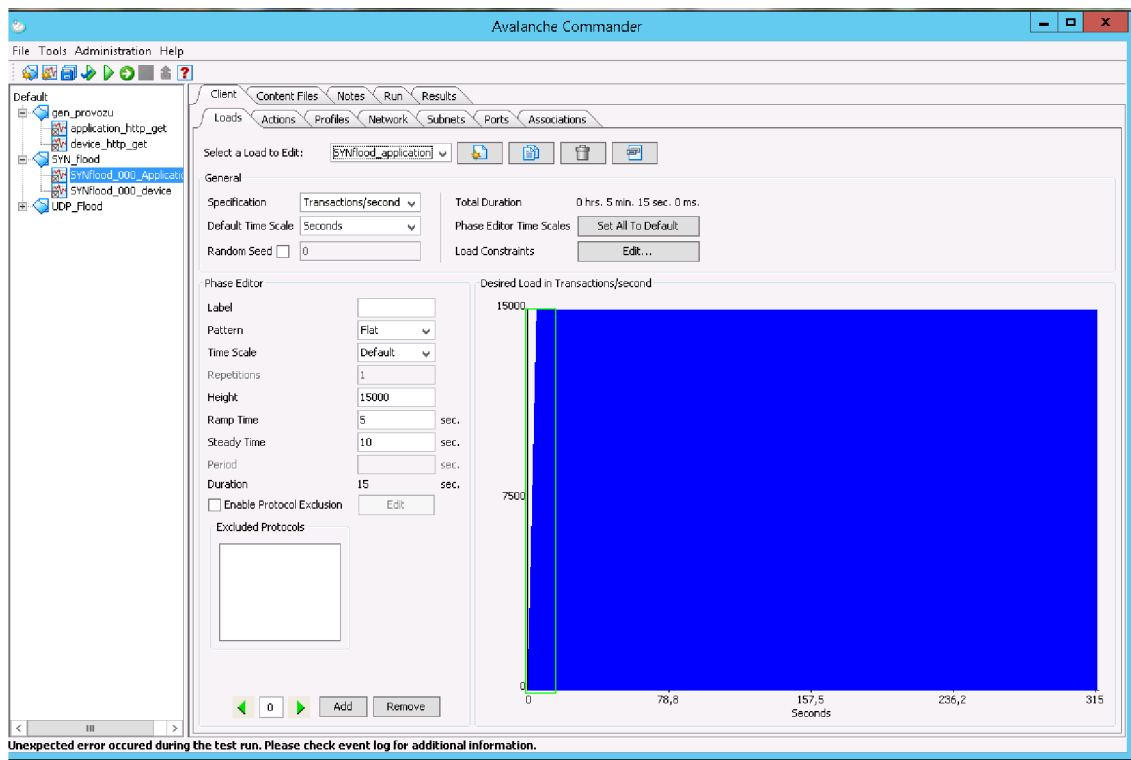 Avalanche Commander
File Tools Administration Help
Default
gen_provozu
application_http_get
device_http_get
SYN_flood
SYNflood_000_Applicatio
SYNflood_000_device
UDP_Flood
Client Content Files Notes Run Results
Loads Actions Profiles Network Subnets Ports Associations
Select a Load to Edit: SYNflood_application
General
Specification Transactions/second Total Duration 0 hrs. 5 min. 15 sec. 0 ms.
Default Time Scale Seconds Phase Editor Time Scales Set All To Default
Random Seed 0 Load Constraints Edit...
Phase Editor
Label
Pattern Flat
Time Scale Default
Repetitions 1
Height 15000
Ramp Time 5 sec.
Steady Time 10 sec.
Period sec.
Duration 15 sec.
Enable Protocol Exclusion Edit
Excluded Protocols
0 Add Remove
Desired Load in Transactions/second
15000
7500
0
0 78,8 157,5 236,2 315
Seconds
Unexpected error occured during the test run. Please check event log for additional information.